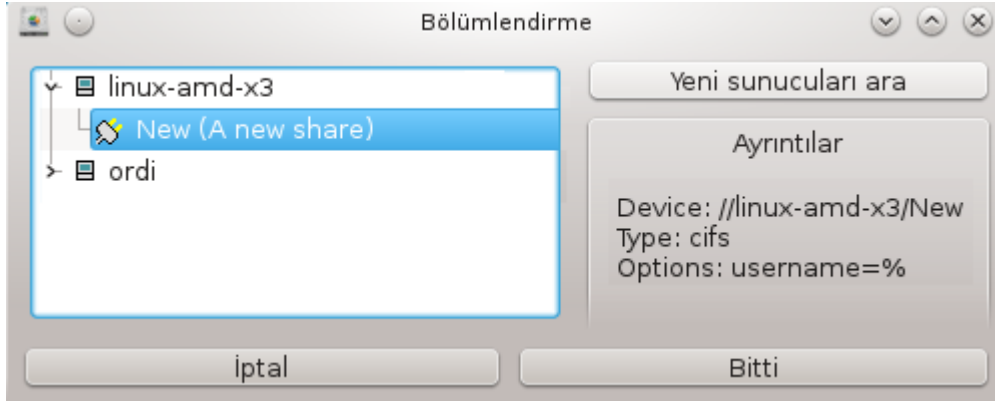 Bölümlendirme
linux-amd-x3
New (A new share)
ordi
Yeni sunucuları ara
Ayrıntılar
Device: //linux-amd-x3/New
Type: cifs
Options: username=%
İptal
Bitti